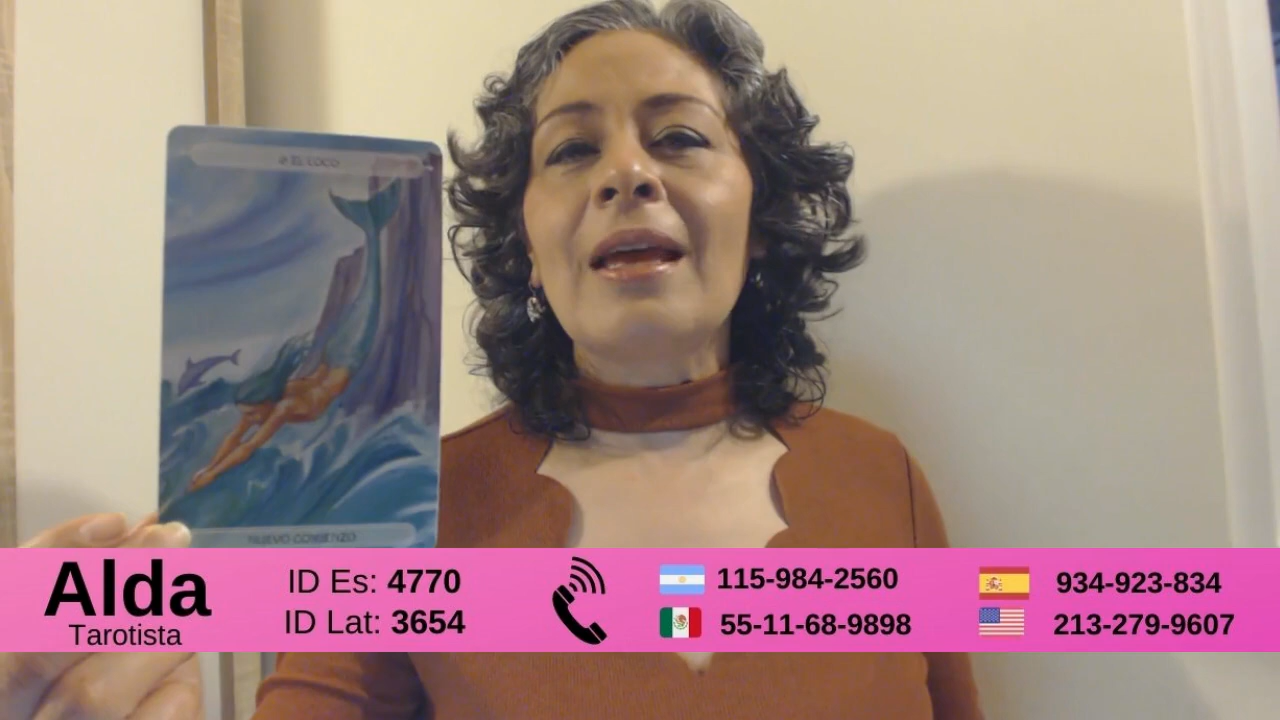 0 EL LOCO
NUEVO COMIENZO
Alda
Tarotista
ID Es: 4770
ID Lat: 3654
115-984-2560
55-11-68-9898
934-923-834
213-279-9607